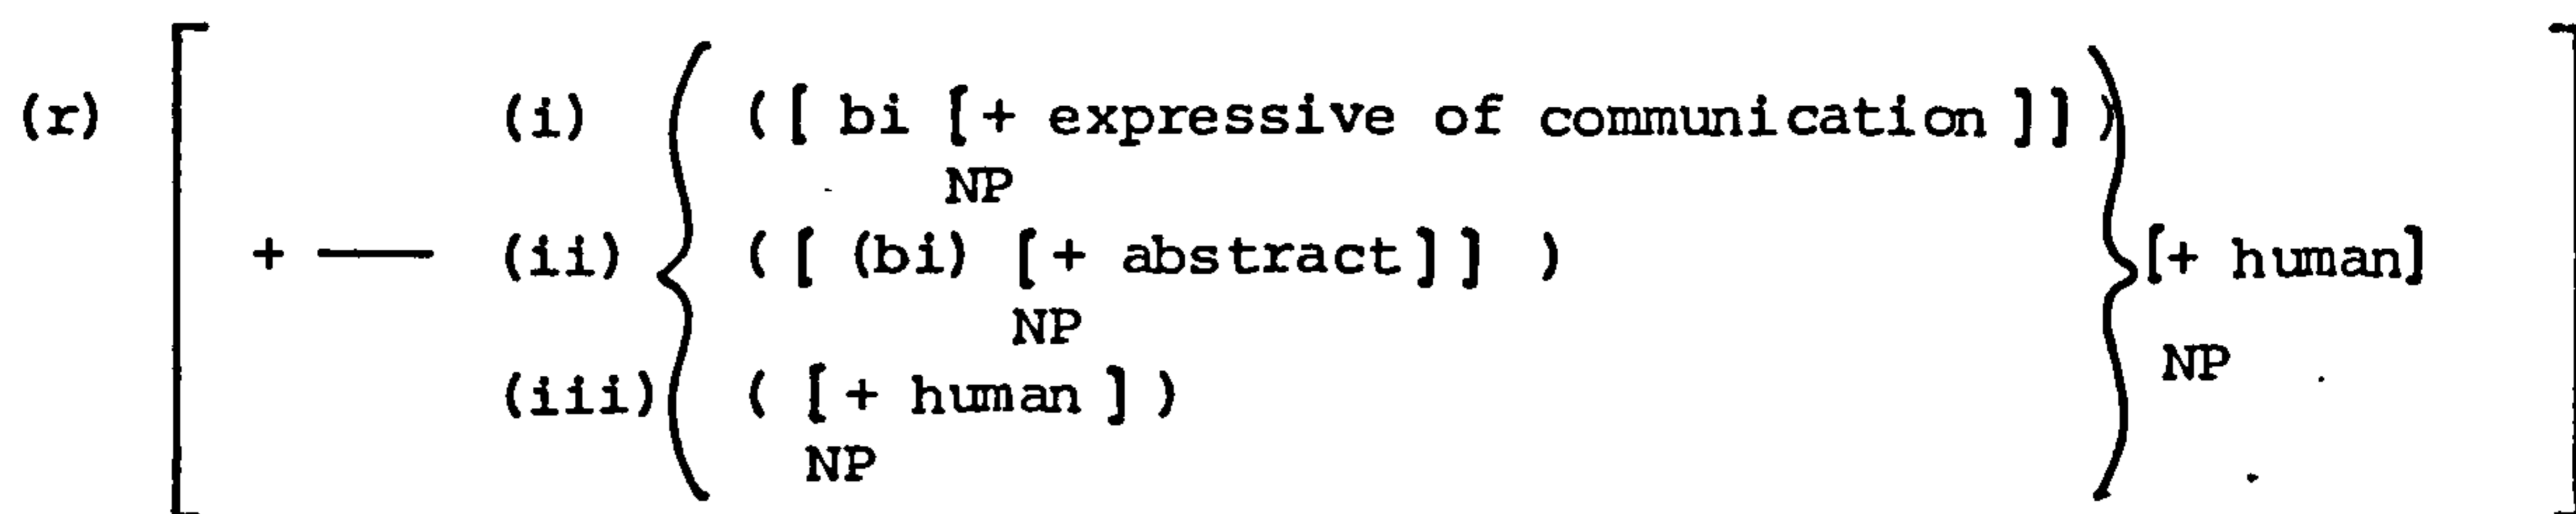 (r) [ (i) { ([ bi [+ expressive of communication ]] ) }
NP
+ —— (ii) ([ (bi) [+ abstract]] ) [+ human] ]
NP NP
(iii) ( [+ human ] )
NP